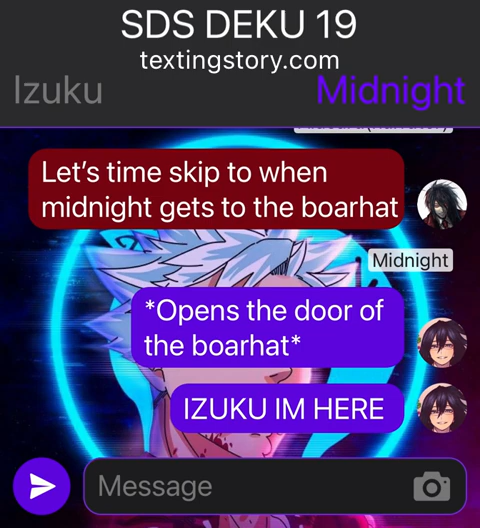 SDS DEKU 19
textingstory.com
Izuku
Midnight
Let's time skip to when
midnight gets to the boarhat
Midnight
*Opens the door of
the boarhat*
IZUKU IM HERE
Message